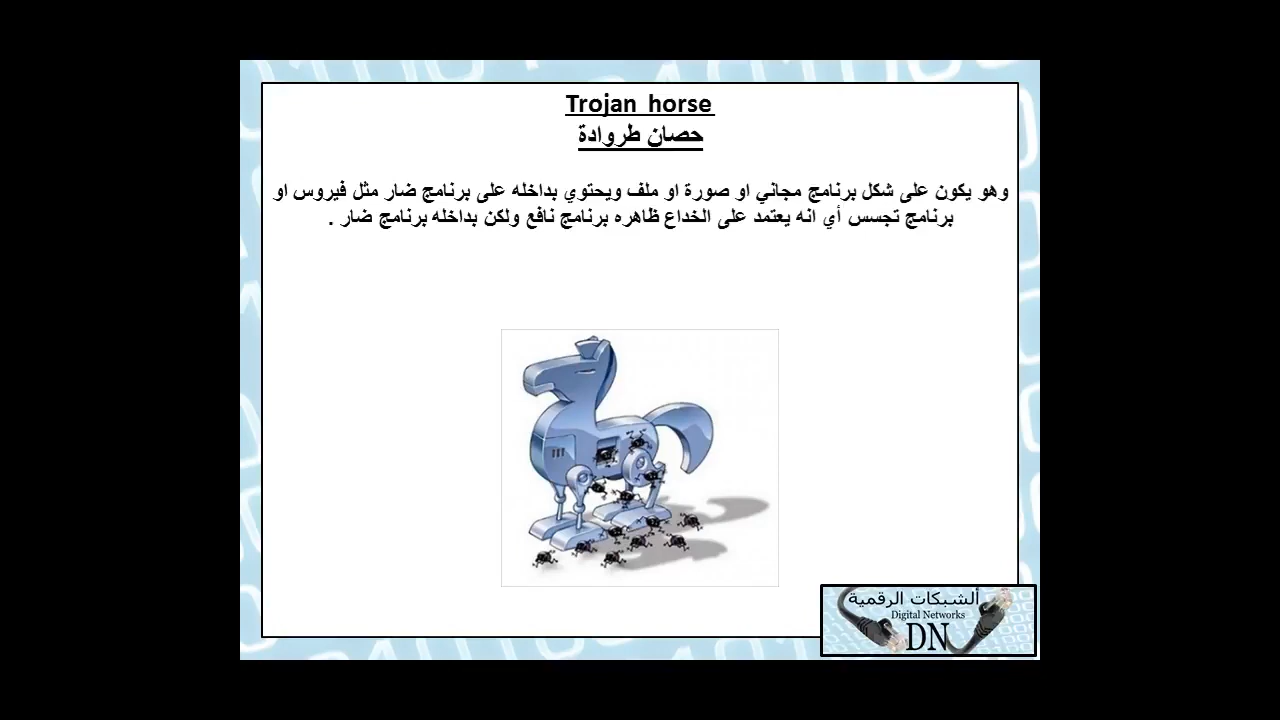 Trojan horse
حصان طروادة
وهو يكون على شكل برنامج مجاني او صورة او ملف ويحتوي بداخله على برنامج ضار مثل فيروس او
برنامج تجسس أي انه يعتمد على الخداع ظاهره برنامج نافع ولكن بداخله برنامج ضار .
ألشبكات الرقمية
Digital Networks
DN